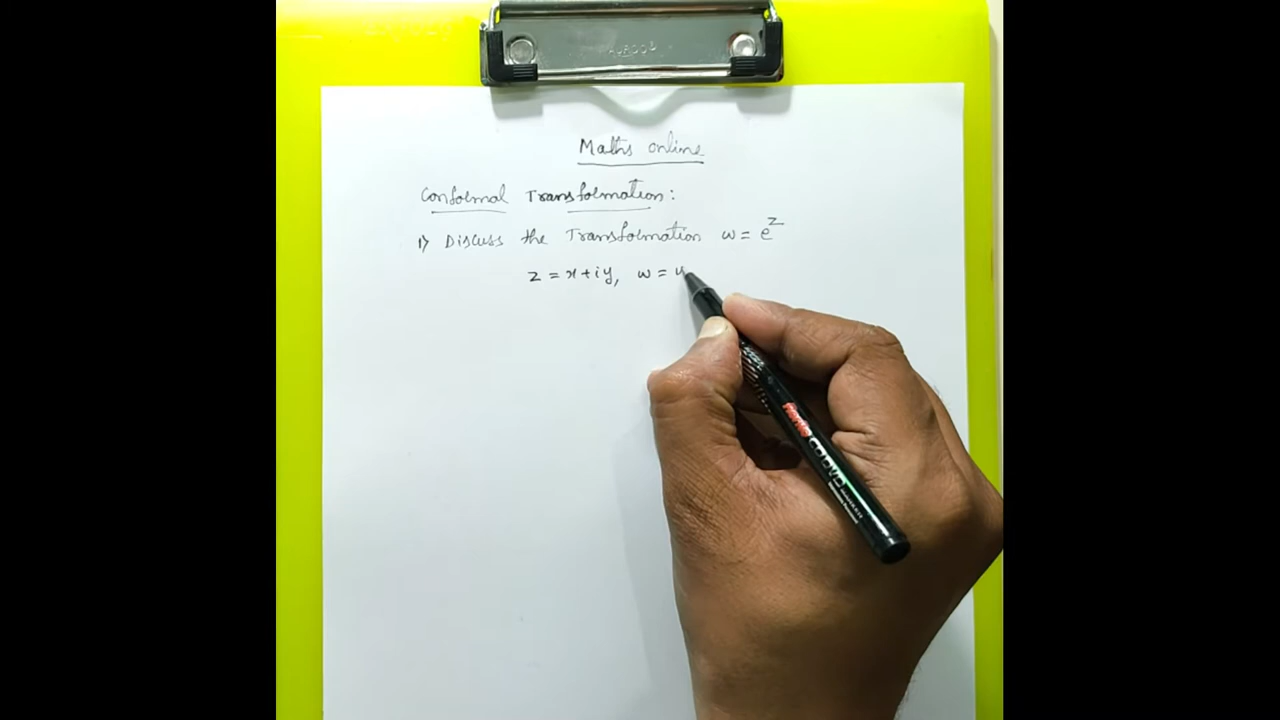 Maths online
Conformal Transformation:
1) Discuss the Transformation w = e^z
z = x + iy, w = u